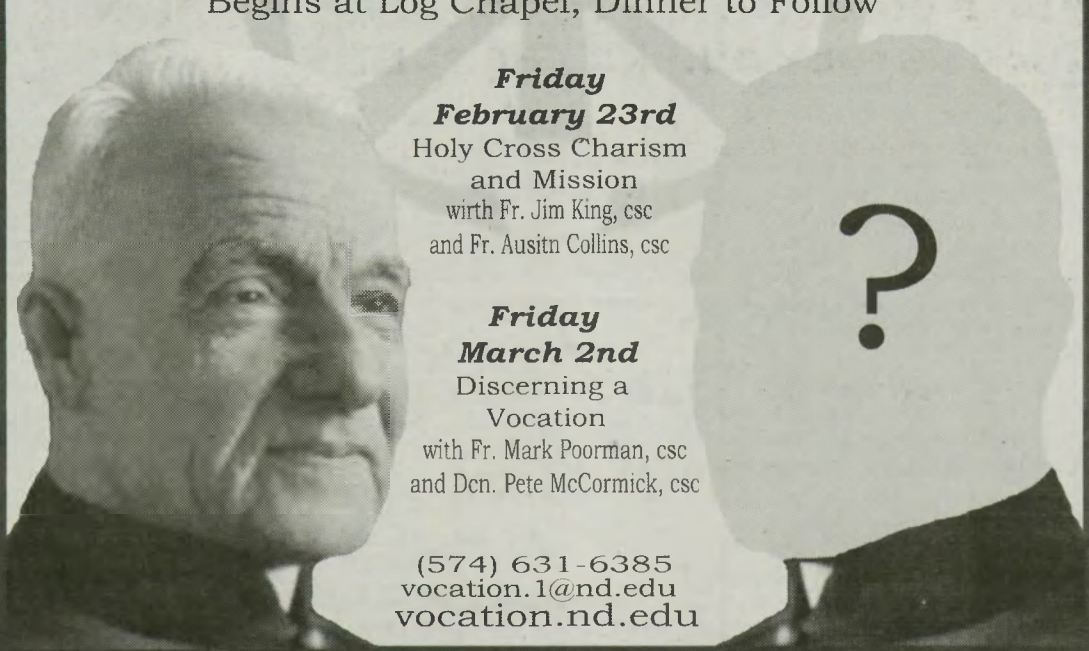 Begins at Log Chapel, Dinner to Follow
Friday
February 23rd
Holy Cross Charism
and Mission
wirth Fr. Jim King, csc
and Fr. Ausitn Collins, csc
?
Friday
March 2nd
Discerning a
Vocation
with Fr. Mark Poorman, csc
and Dcn. Pete McCormick, csc
(574) 631-6385
vocation.1@nd.edu
vocation.nd.edu